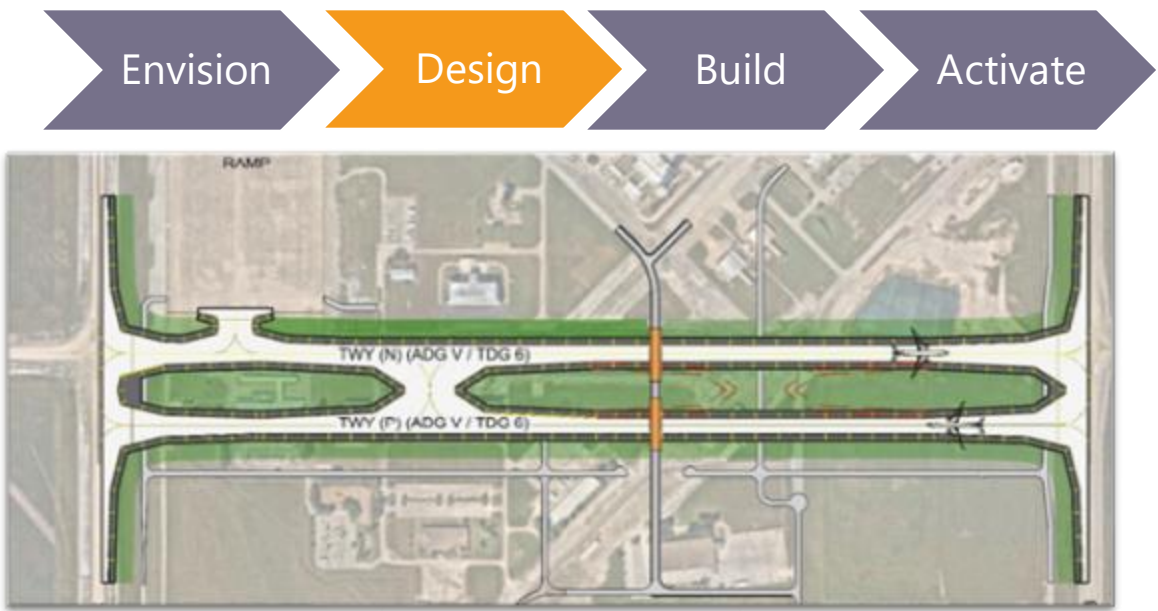 Envision
Design
Build
Activate
RAMP
TWY (N) (ADG V / TDG 6)
TWY (P) (ADG V / TDG 6)